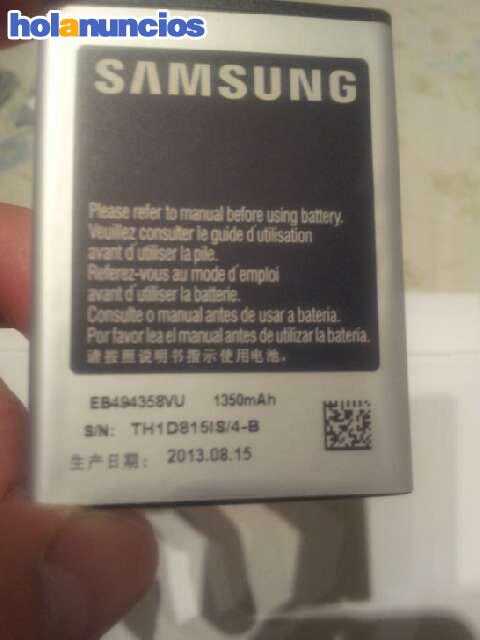 holanuncios
SAMSUNG
Please refer to manual before using battery.
Veuillez consulter le guide d'utilisation
avant d'utiliser la pile.
Referez-vous au mode d'emploi
avant d'utiliser la batterie.
Consulte o manual antes de usar a bateria.
Por favor lea el manual antes de utilizar la bateria.
请按照说明书指示使用电池。
EB494358VU 1350mAh
S/N: TH1D815IS/4-B
生产日期: 2013.08.15